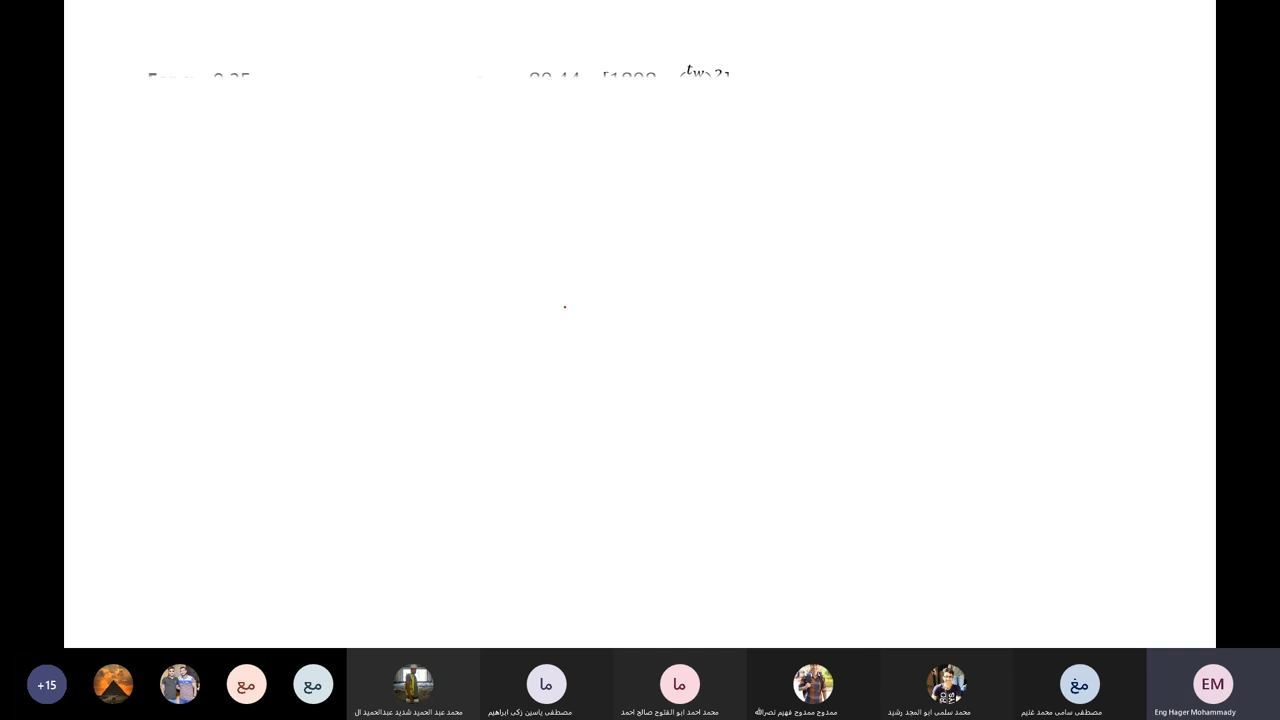 +15
مع
مع
ما
ما
مغ
EM
محمد عبد الحميد شديد عبدالحميد ال
مصطفى ياسين زكى ابراهيم
محمد احمد ابو الفتوح صالح احمد
ممدوح ممدوح فهيم نصرالله
محمد سلمى ابو المجد رشيد
مصطفى سامى محمد غنيم
Eng Hager Mohammady